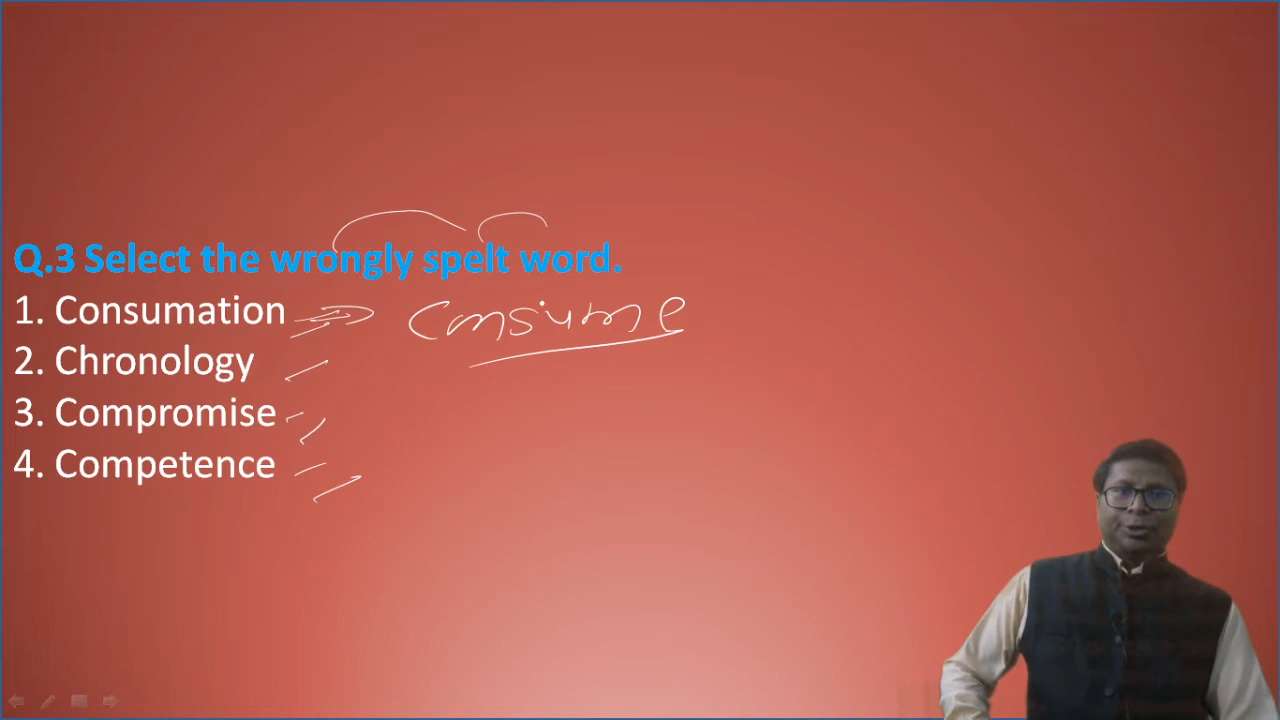 Q.3 Select the wrongly spelt word.
1. Consumation
consume
2. Chronology
3. Compromise
4. Competence